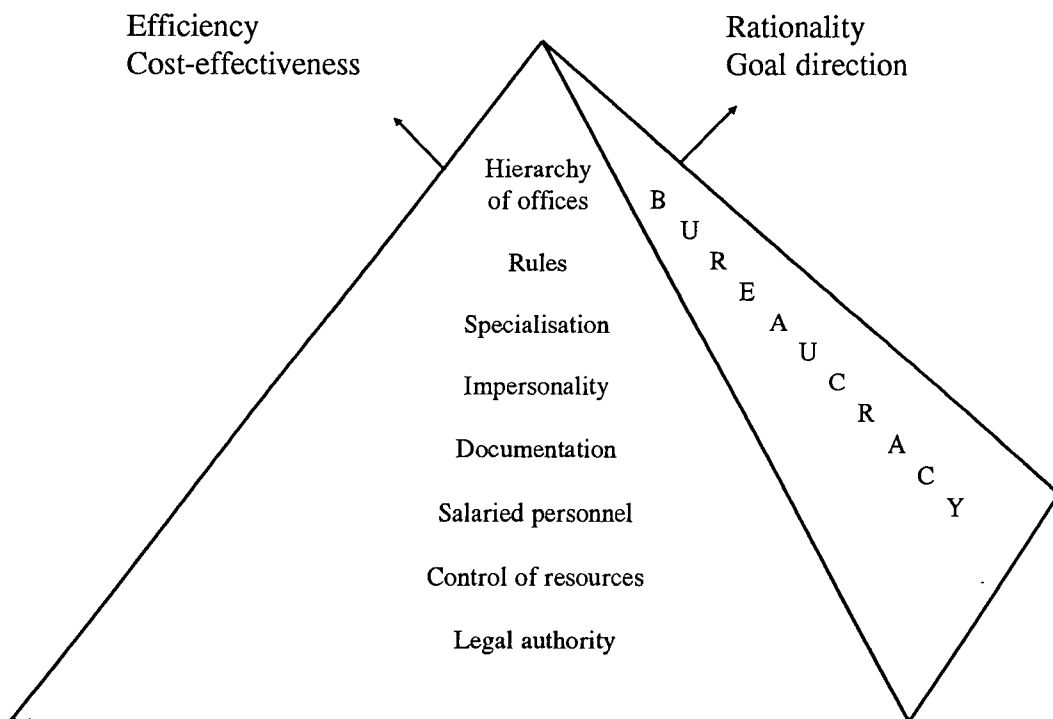 Efficiency
Cost-effectiveness
Rationality
Goal direction
Hierarchy
of offices
Rules
Specialisation
Impersonality
Documentation
Salaried personnel
Control of resources
Legal authority
BUREAUCRACY